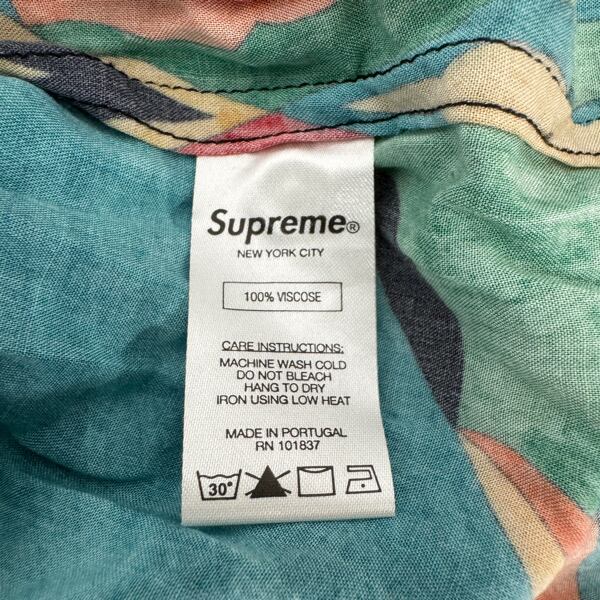 Supreme®
NEW YORK CITY
100% VISCOSE
CARE INSTRUCTIONS:
MACHINE WASH COLD
DO NOT BLEACH
HANG TO DRY
IRON USING LOW HEAT
MADE IN PORTUGAL
RN 101837
30°